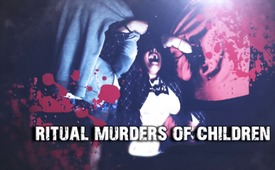 RITUAL MURDERS OF CHILDREN